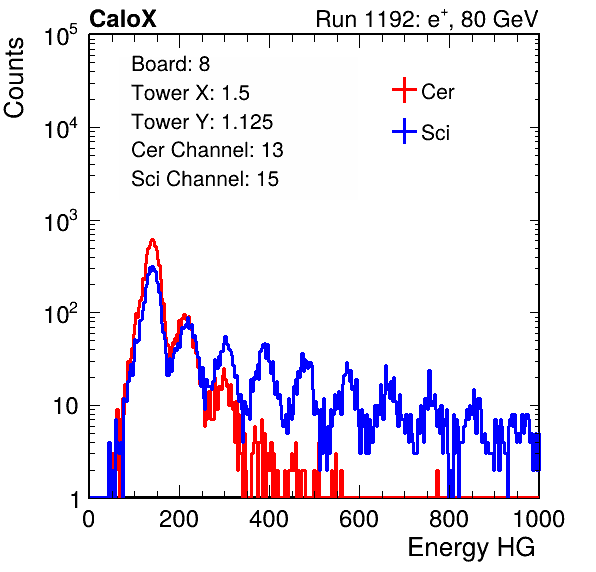 CaloX Run 1192: e⁺, 80 GeV
Counts
10⁵
10⁴
10³
10²
10
1
Board: 8
Tower X: 1.5
Tower Y: 1.125
Cer Channel: 13
Sci Channel: 15
Cer
Sci
0 200 400 600 800 1000
Energy HG